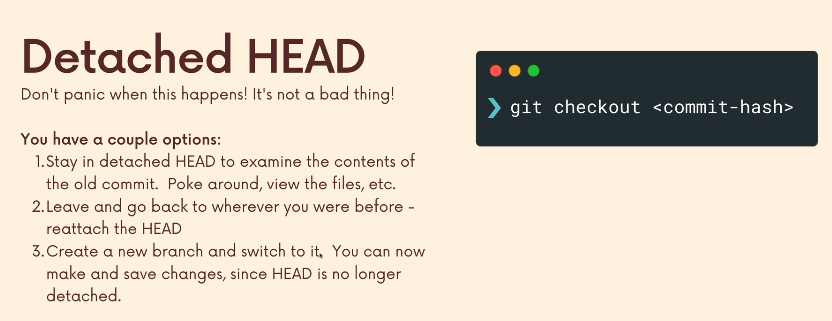 Detached HEAD
Don't panic when this happens! It's not a bad thing!
You have a couple options:
1.Stay in detached HEAD to examine the contents of
the old commit.  Poke around, view the files, etc.
2.Leave and go back to wherever you were before -
reattach the HEAD
3.Create a new branch and switch to it.  You can now
make and save changes, since HEAD is no longer
detached.
❯ git checkout <commit-hash>